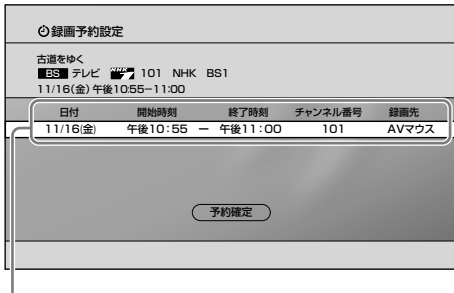 録画予約設定
古道をゆく
BS テレビ NHK 101 NHK BS1
11/16(金)午後10:55−11:00
日付 開始時刻 終了時刻 チャンネル番号 録画先
11/16(金) 午後10:55 − 午後11:00 101 AVマウス
予約確定